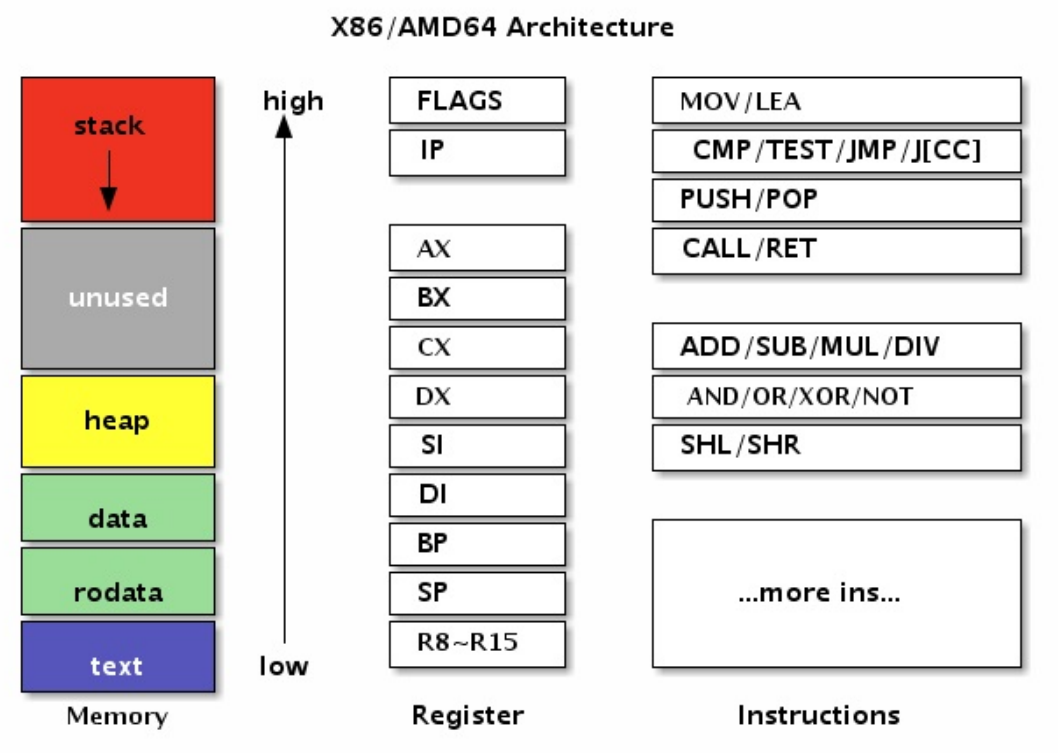 X86/AMD64 Architecture
stack
unused
heap
data
rodata
text
Memory
high
low
FLAGS
IP
AX
BX
CX
DX
SI
DI
BP
SP
R8~R15
Register
MOV/LEA
CMP/TEST/JMP/J[CC]
PUSH/POP
CALL/RET
ADD/SUB/MUL/DIV
AND/OR/XOR/NOT
SHL/SHR
...more ins...
Instructions